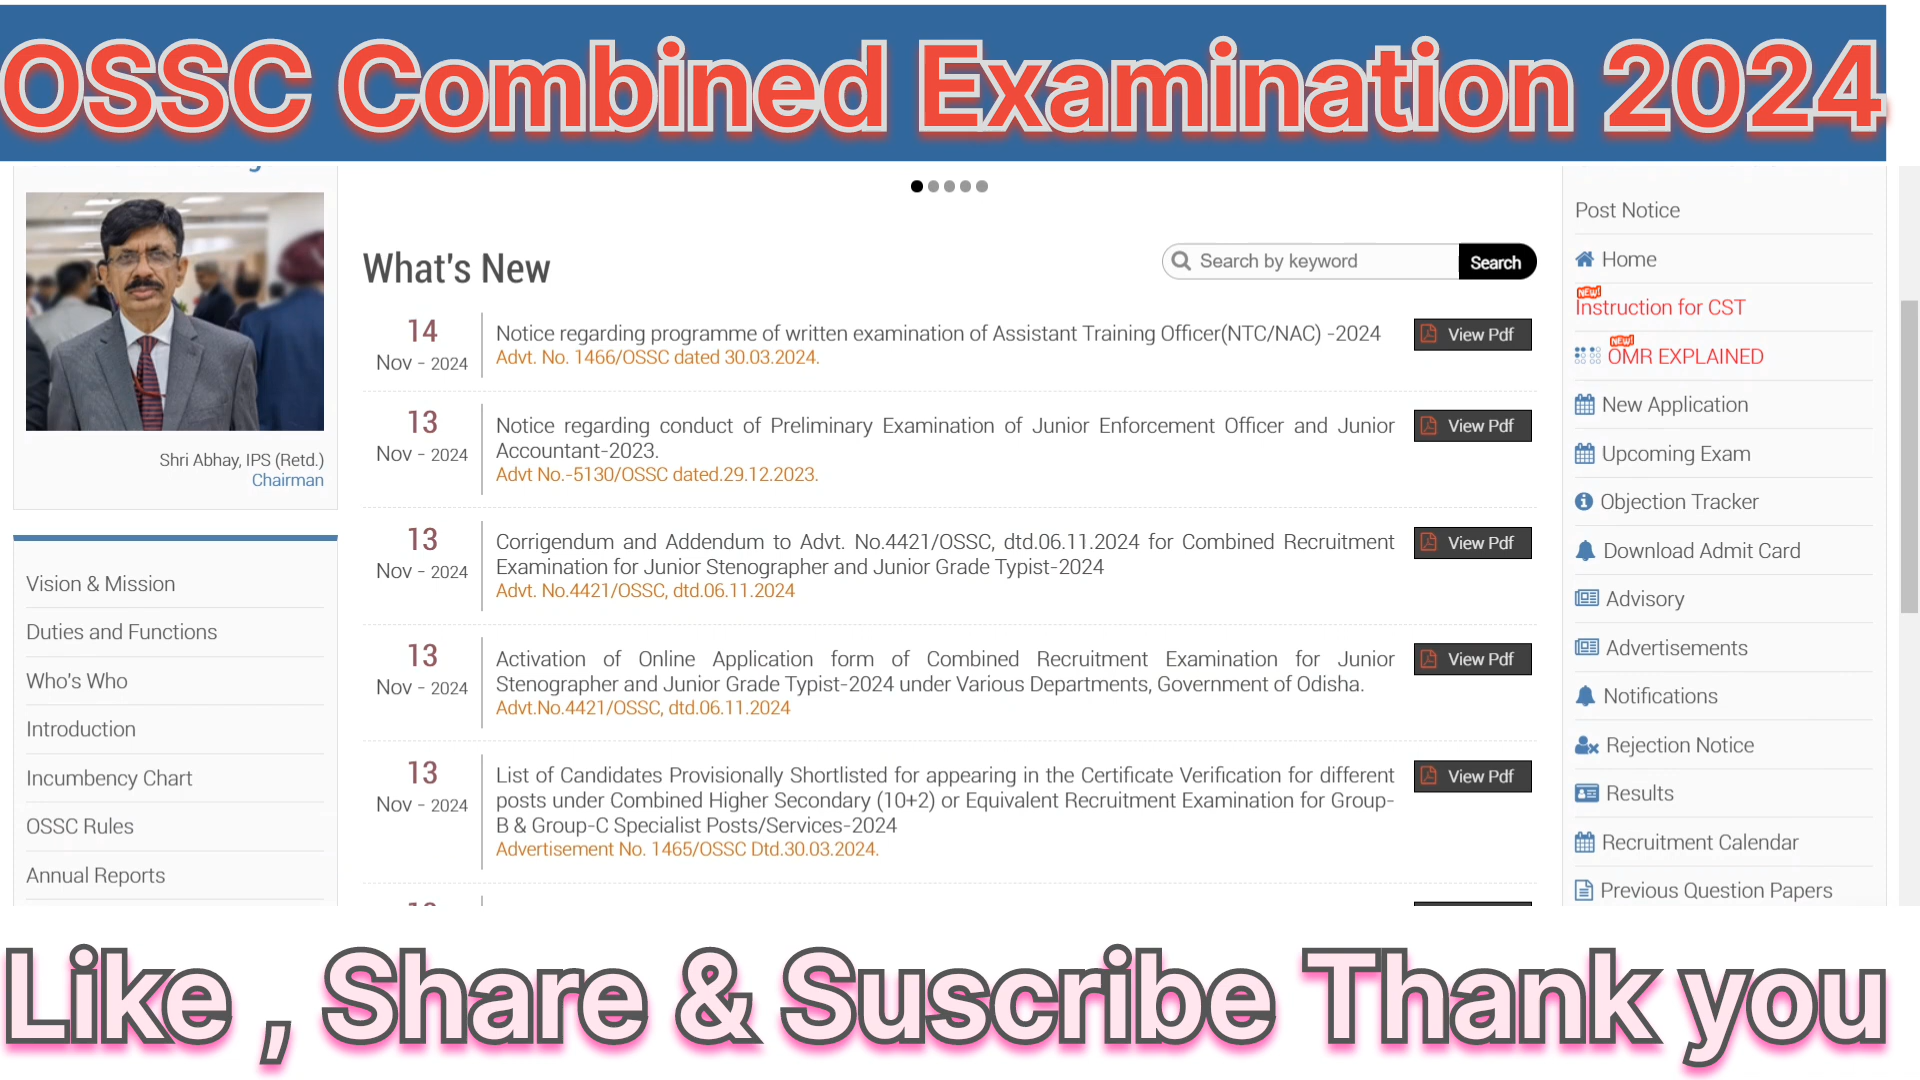 OSSC Combined Examination 2024
Shri Abhay, IPS (Retd.)
Chairman
Vision & Mission
Duties and Functions
Who's Who
Introduction
Incumbency Chart
OSSC Rules
Annual Reports
What's New
Search by keyword
Search
14
Nov - 2024
Notice regarding programme of written examination of Assistant Training Officer(NTC/NAC) -2024
Advt. No. 1466/OSSC dated 30.03.2024.
View Pdf
13
Nov - 2024
Notice regarding conduct of Preliminary Examination of Junior Enforcement Officer and Junior
Accountant-2023.
Advt No.-5130/OSSC dated.29.12.2023.
View Pdf
13
Nov - 2024
Corrigendum and Addendum to Advt. No.4421/OSSC, dtd.06.11.2024 for Combined Recruitment
Examination for Junior Stenographer and Junior Grade Typist-2024
Advt. No.4421/OSSC, dtd.06.11.2024
View Pdf
13
Nov - 2024
Activation of Online Application form of Combined Recruitment Examination for Junior
Stenographer and Junior Grade Typist-2024 under Various Departments, Government of Odisha.
Advt.No.4421/OSSC, dtd.06.11.2024
View Pdf
13
Nov - 2024
List of Candidates Provisionally Shortlisted for appearing in the Certificate Verification for different
posts under Combined Higher Secondary (10+2) or Equivalent Recruitment Examination for Group-
B & Group-C Specialist Posts/Services-2024
Advertisement No. 1465/OSSC Dtd.30.03.2024.
View Pdf
Post Notice
Home
NEW!
Instruction for CST
NEW!
OMR EXPLAINED
New Application
Upcoming Exam
Objection Tracker
Download Admit Card
Advisory
Advertisements
Notifications
Rejection Notice
Results
Recruitment Calendar
Previous Question Papers
Like , Share & Suscribe Thank you